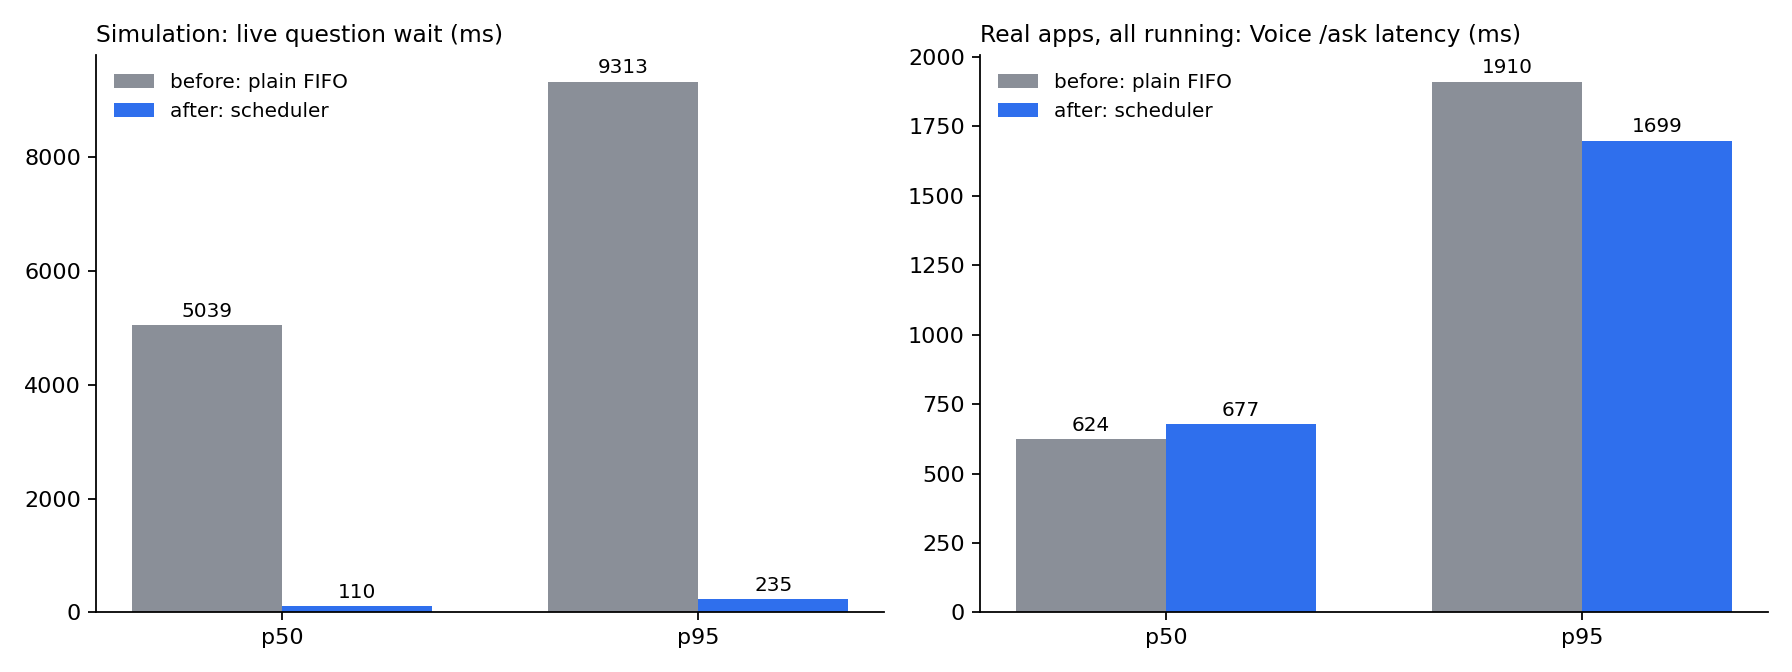 Simulation: live question wait (ms)
before: plain FIFO
after: scheduler
9313
8000
6000
5039
4000
2000
110
235
0
p50
p95
Real apps, all running: Voice /ask latency (ms)
2000
before: plain FIFO
after: scheduler
1910
1750
1699
1500
1250
1000
750
624
677
500
250
0
p50
p95